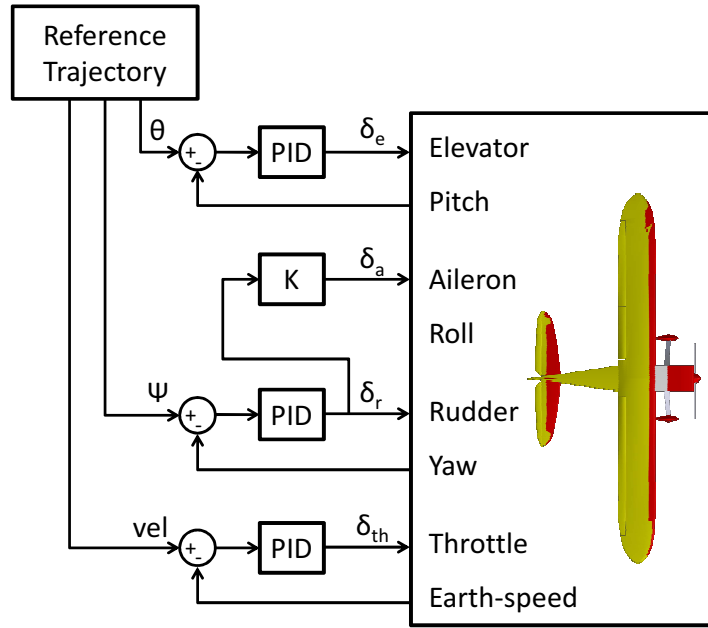 Reference
Trajectory
θ
+
-
PID
δe
Elevator
Pitch
K
δa
Aileron
Roll
Ψ
+
-
PID
δr
Rudder
Yaw
vel
+
-
PID
δth
Throttle
Earth-speed